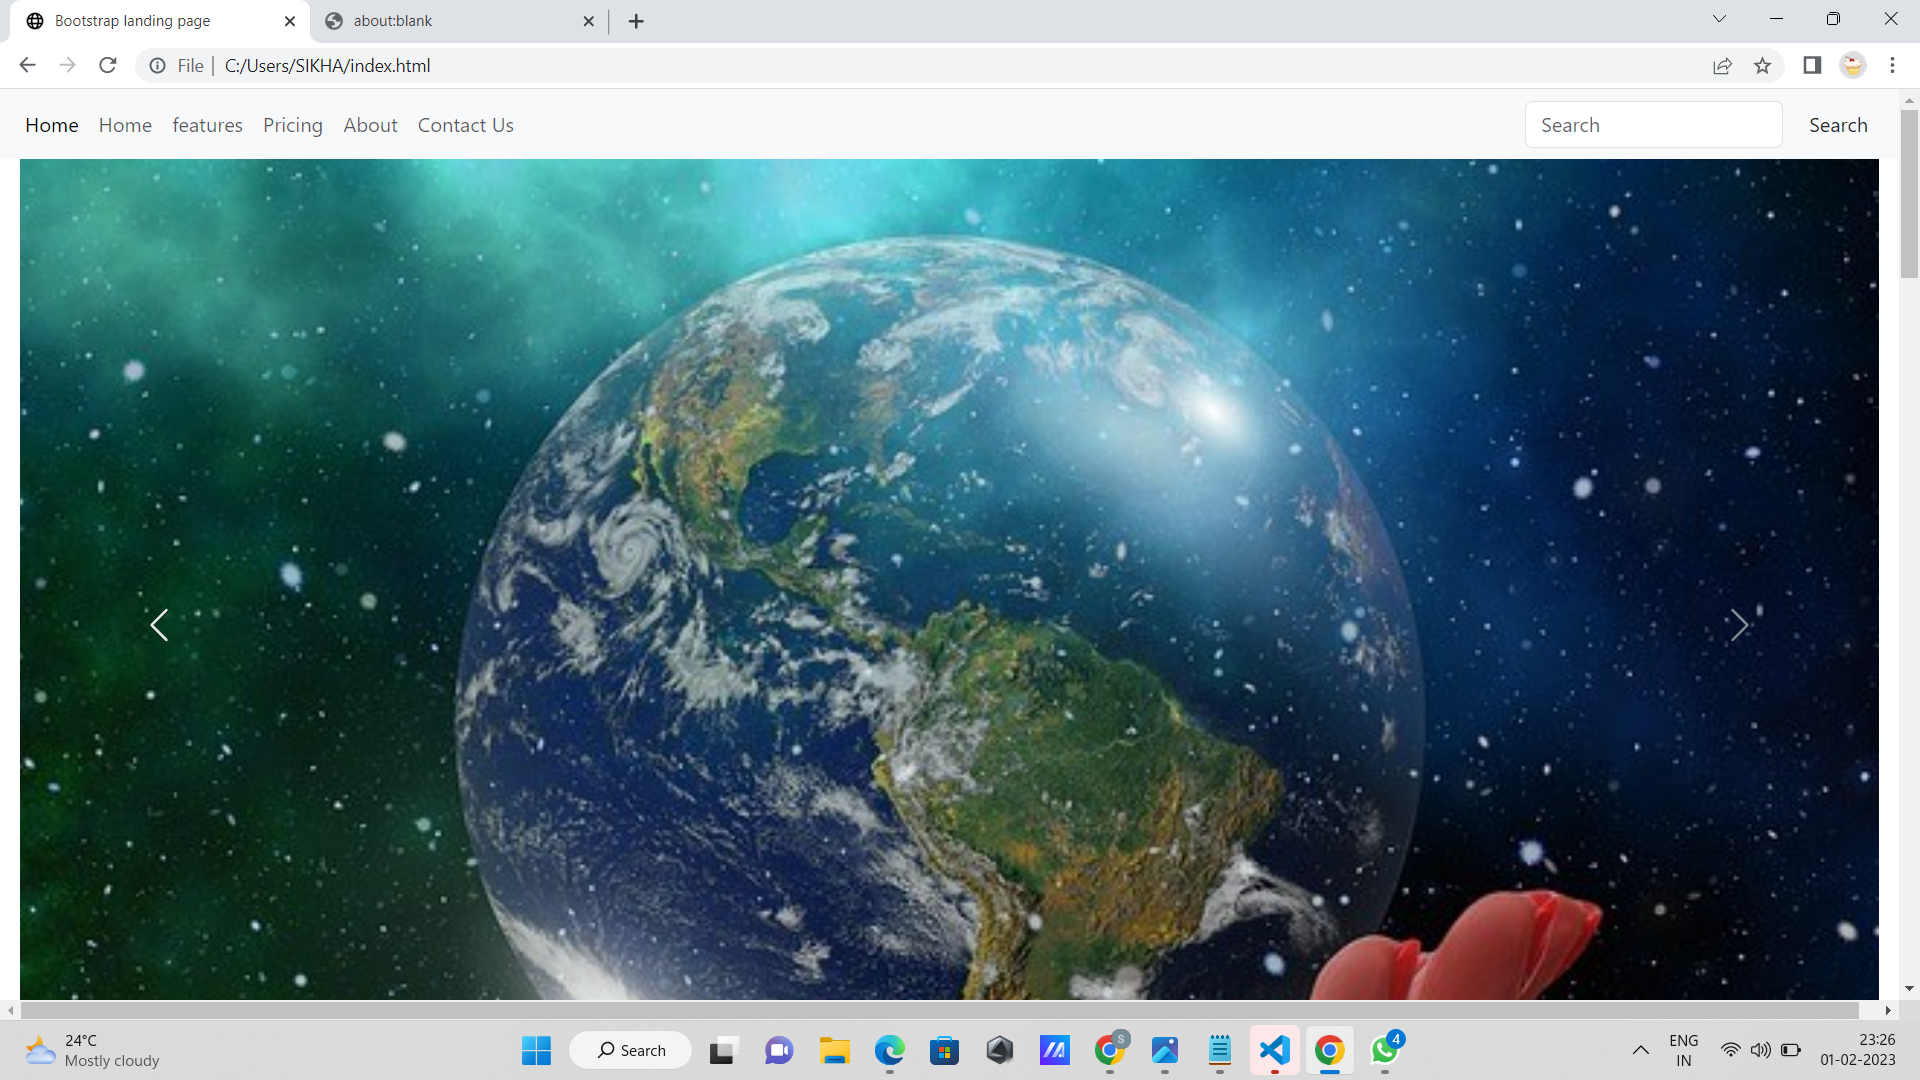 Bootstrap landing page
about:blank
File
C:/Users/SIKHA/index.html
Home Home features Pricing About Contact Us
Search
Search
24°C
Mostly cloudy
Search
S
4
ENG
IN
23:26
01-02-2023